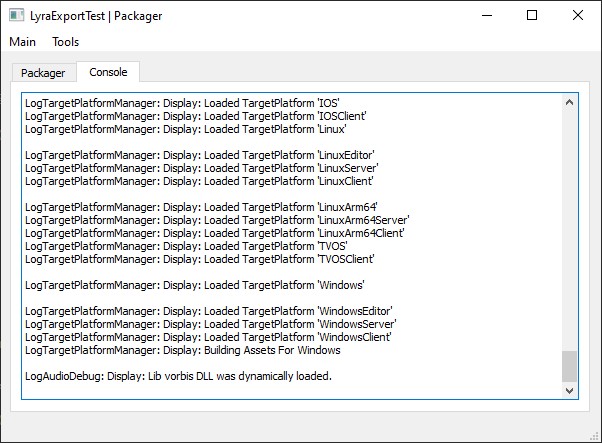 LyraExportTest | Packager
Main Tools
Packager Console
LogTargetPlatformManager: Display: Loaded TargetPlatform 'IOS'
LogTargetPlatformManager: Display: Loaded TargetPlatform 'IOSClient'
LogTargetPlatformManager: Display: Loaded TargetPlatform 'Linux'
LogTargetPlatformManager: Display: Loaded TargetPlatform 'LinuxEditor'
LogTargetPlatformManager: Display: Loaded TargetPlatform 'LinuxServer'
LogTargetPlatformManager: Display: Loaded TargetPlatform 'LinuxClient'
LogTargetPlatformManager: Display: Loaded TargetPlatform 'LinuxArm64'
LogTargetPlatformManager: Display: Loaded TargetPlatform 'LinuxArm64Server'
LogTargetPlatformManager: Display: Loaded TargetPlatform 'LinuxArm64Client'
LogTargetPlatformManager: Display: Loaded TargetPlatform 'TVOS'
LogTargetPlatformManager: Display: Loaded TargetPlatform 'TVOSClient'
LogTargetPlatformManager: Display: Loaded TargetPlatform 'Windows'
LogTargetPlatformManager: Display: Loaded TargetPlatform 'WindowsEditor'
LogTargetPlatformManager: Display: Loaded TargetPlatform 'WindowsServer'
LogTargetPlatformManager: Display: Loaded TargetPlatform 'WindowsClient'
LogTargetPlatformManager: Display: Building Assets For Windows
LogAudioDebug: Display: Lib vorbis DLL was dynamically loaded.